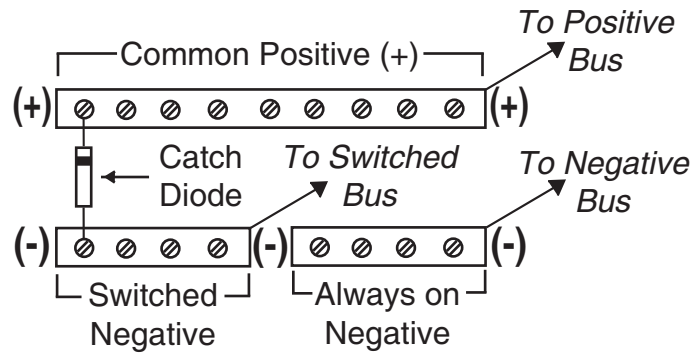 To Positive
Bus
Common Positive (+)
(+) (+)
Catch
Diode
To Switched
Bus
To Negative
Bus
(-) (-) (-)
Switched
Negative
Always on
Negative